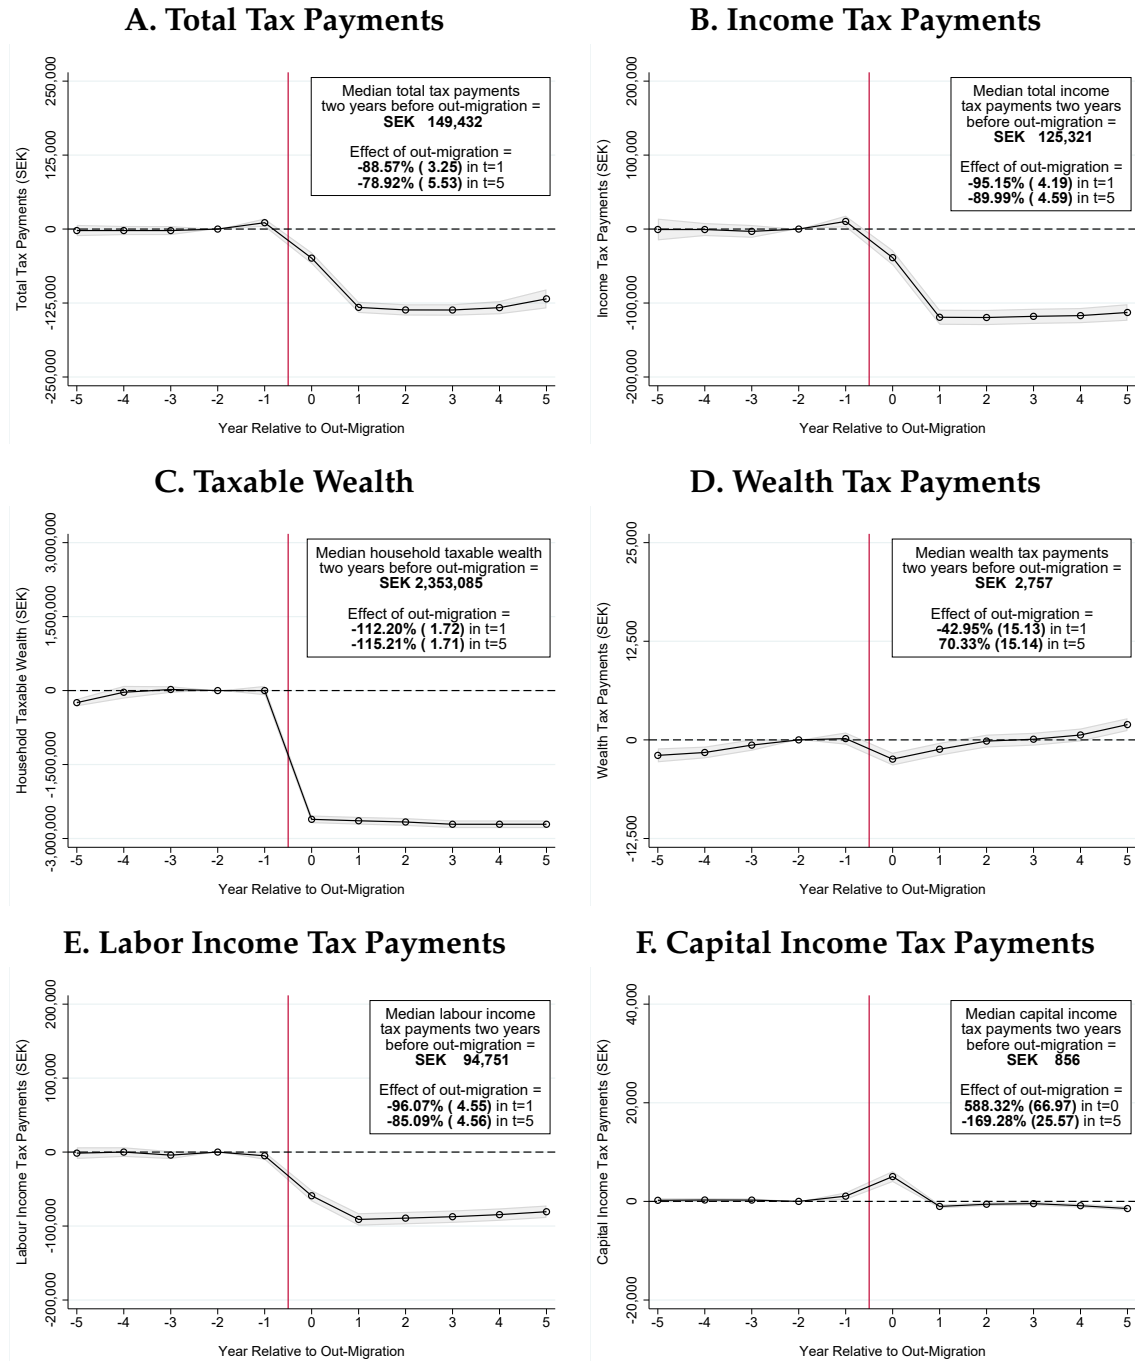 A. Total Tax Payments
Total Tax Payments (SEK)
250,000
125,000
0
-125,000
-250,000
Median total tax payments
two years before out-migration =
SEK 149,432
Effect of out-migration =
-88.57% ( 3.25) in t=1
-78.92% ( 5.53) in t=5
-5 -4 -3 -2 -1 0 1 2 3 4 5
Year Relative to Out-Migration
B. Income Tax Payments
Income Tax Payments (SEK)
200,000
100,000
0
-100,000
-200,000
Median total income
tax payments two years
before out-migration =
SEK 125,321
Effect of out-migration =
-95.15% ( 4.19) in t=1
-89.99% ( 4.59) in t=5
-5 -4 -3 -2 -1 0 1 2 3 4 5
Year Relative to Out-Migration
C. Taxable Wealth
Household Taxable Wealth (SEK)
3,000,000
1,500,000
0
-1,500,000
-3,000,000
Median household taxable wealth
two years before out-migration =
SEK 2,353,085
Effect of out-migration =
-112.20% ( 1.72) in t=1
-115.21% ( 1.71) in t=5
-5 -4 -3 -2 -1 0 1 2 3 4 5
Year Relative to Out-Migration
D. Wealth Tax Payments
Wealth Tax Payments (SEK)
25,000
12,500
0
-12,500
Median wealth tax payments
two years before out-migration =
SEK 2,757
Effect of out-migration =
-42.95% (15.13) in t=1
70.33% (15.14) in t=5
-5 -4 -3 -2 -1 0 1 2 3 4 5
Year Relative to Out-Migration
E. Labor Income Tax Payments
Labour Income Tax Payments (SEK)
200,000
100,000
0
-100,000
-200,000
Median labour income
tax payments two years
before out-migration =
SEK 94,751
Effect of out-migration =
-96.07% ( 4.55) in t=1
-85.09% ( 4.56) in t=5
-5 -4 -3 -2 -1 0 1 2 3 4 5
Year Relative to Out-Migration
F. Capital Income Tax Payments
Capital Income Tax Payments (SEK)
40,000
20,000
0
-20,000
Median capital income
tax payments two years
before out-migration =
SEK 856
Effect of out-migration =
588.32% (66.97) in t=0
-169.28% (25.57) in t=5
-5 -4 -3 -2 -1 0 1 2 3 4 5
Year Relative to Out-Migration